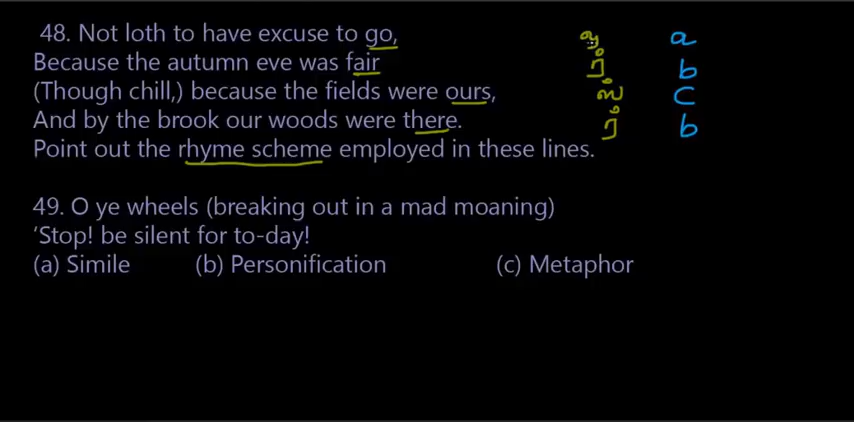 48. Not loth to have excuse to go, a
Because the autumn eve was fair b
(Though chill,) because the fields were ours, c
And by the brook our woods were there. b
Point out the rhyme scheme employed in these lines.
49. O ye wheels (breaking out in a mad moaning)
‘Stop! be silent for to-day!
(a) Simile (b) Personification (c) Metaphor